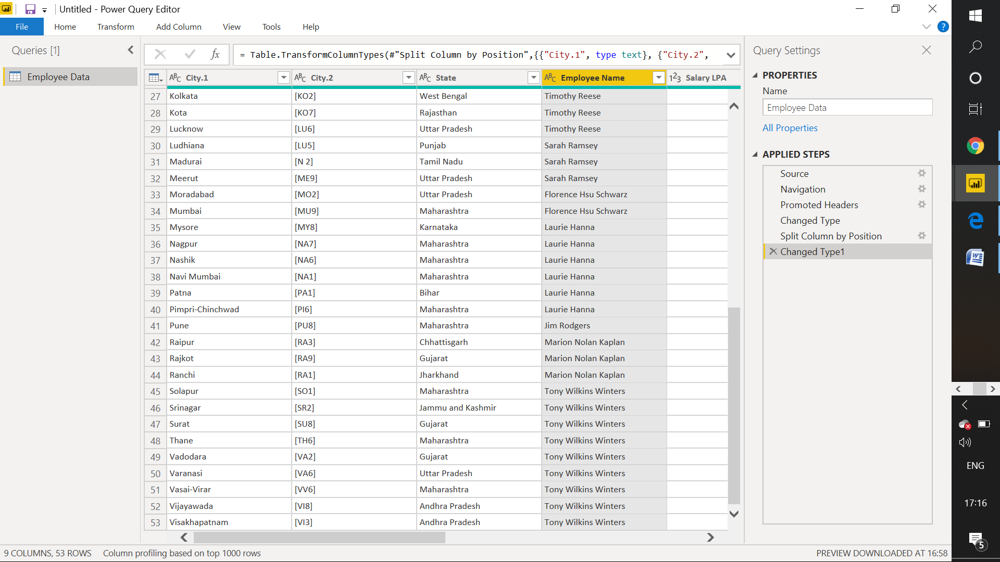 Untitled - Power Query Editor
File Home Transform Add Column View Tools Help ?
Queries [1]
Employee Data
fx = Table.TransformColumnTypes(#"Split Column by Position",{{"City.1", type text}, {"City.2",
ABC City.1 ABC City.2 ABC State ABC Employee Name 123 Salary LPA
27 Kolkata [KO2] West Bengal Timothy Reese
28 Kota [KO7] Rajasthan Timothy Reese
29 Lucknow [LU6] Uttar Pradesh Timothy Reese
30 Ludhiana [LU5] Punjab Sarah Ramsey
31 Madurai [N 2] Tamil Nadu Sarah Ramsey
32 Meerut [ME9] Uttar Pradesh Sarah Ramsey
33 Moradabad [MO2] Uttar Pradesh Florence Hsu Schwarz
34 Mumbai [MU9] Maharashtra Florence Hsu Schwarz
35 Mysore [MY8] Karnataka Laurie Hanna
36 Nagpur [NA7] Maharashtra Laurie Hanna
37 Nashik [NA6] Maharashtra Laurie Hanna
38 Navi Mumbai [NA1] Maharashtra Laurie Hanna
39 Patna [PA1] Bihar Laurie Hanna
40 Pimpri-Chinchwad [PI6] Maharashtra Laurie Hanna
41 Pune [PU8] Maharashtra Jim Rodgers
42 Raipur [RA3] Chhattisgarh Marion Nolan Kaplan
43 Rajkot [RA9] Gujarat Marion Nolan Kaplan
44 Ranchi [RA1] Jharkhand Marion Nolan Kaplan
45 Solapur [SO1] Maharashtra Tony Wilkins Winters
46 Srinagar [SR2] Jammu and Kashmir Tony Wilkins Winters
47 Surat [SU8] Gujarat Tony Wilkins Winters
48 Thane [TH6] Maharashtra Tony Wilkins Winters
49 Vadodara [VA2] Gujarat Tony Wilkins Winters
50 Varanasi [VA6] Uttar Pradesh Tony Wilkins Winters
51 Vasai-Virar [VV6] Maharashtra Tony Wilkins Winters
52 Vijayawada [VI8] Andhra Pradesh Tony Wilkins Winters
53 Visakhapatnam [VI3] Andhra Pradesh Tony Wilkins Winters
Query Settings
PROPERTIES
Name
Employee Data
All Properties
APPLIED STEPS
Source
Navigation
Promoted Headers
Changed Type
Split Column by Position
Changed Type1
9 COLUMNS, 53 ROWS Column profiling based on top 1000 rows
PREVIEW DOWNLOADED AT 16:58
ENG
17:16
5